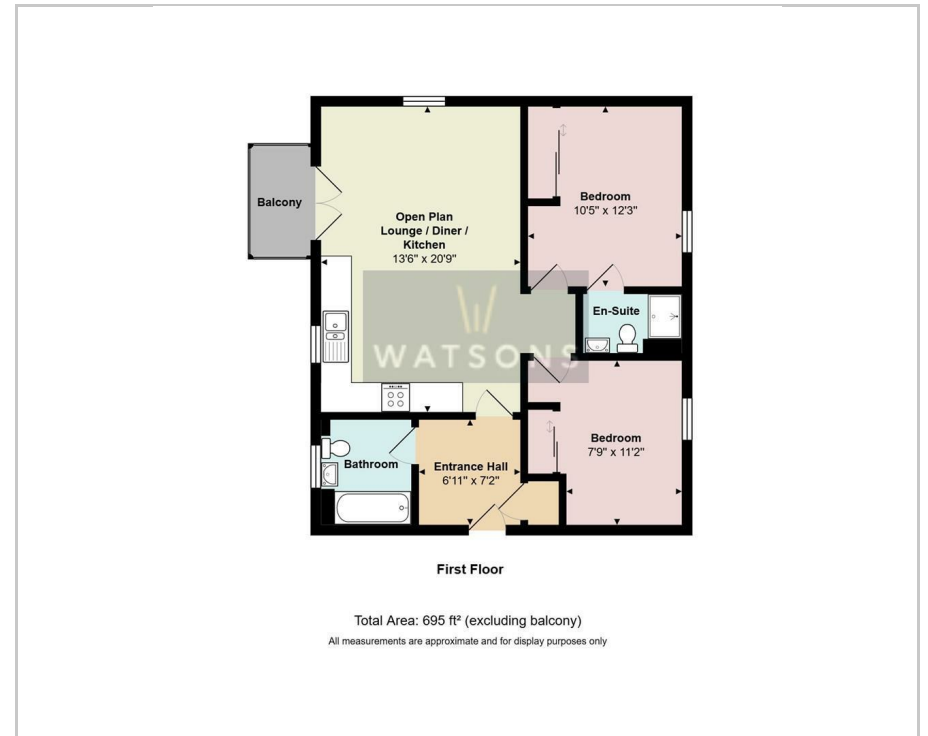 Balcony
Open Plan
Lounge / Diner /
Kitchen
13'6" x 20'9"
Bedroom
10'5" x 12'3"
En-Suite
WATSONS
Bathroom
Entrance Hall
6'11" x 7'2"
Bedroom
7'9" x 11'2"
First Floor
Total Area: 695 ft² (excluding balcony)
All measurements are approximate and for display purposes only